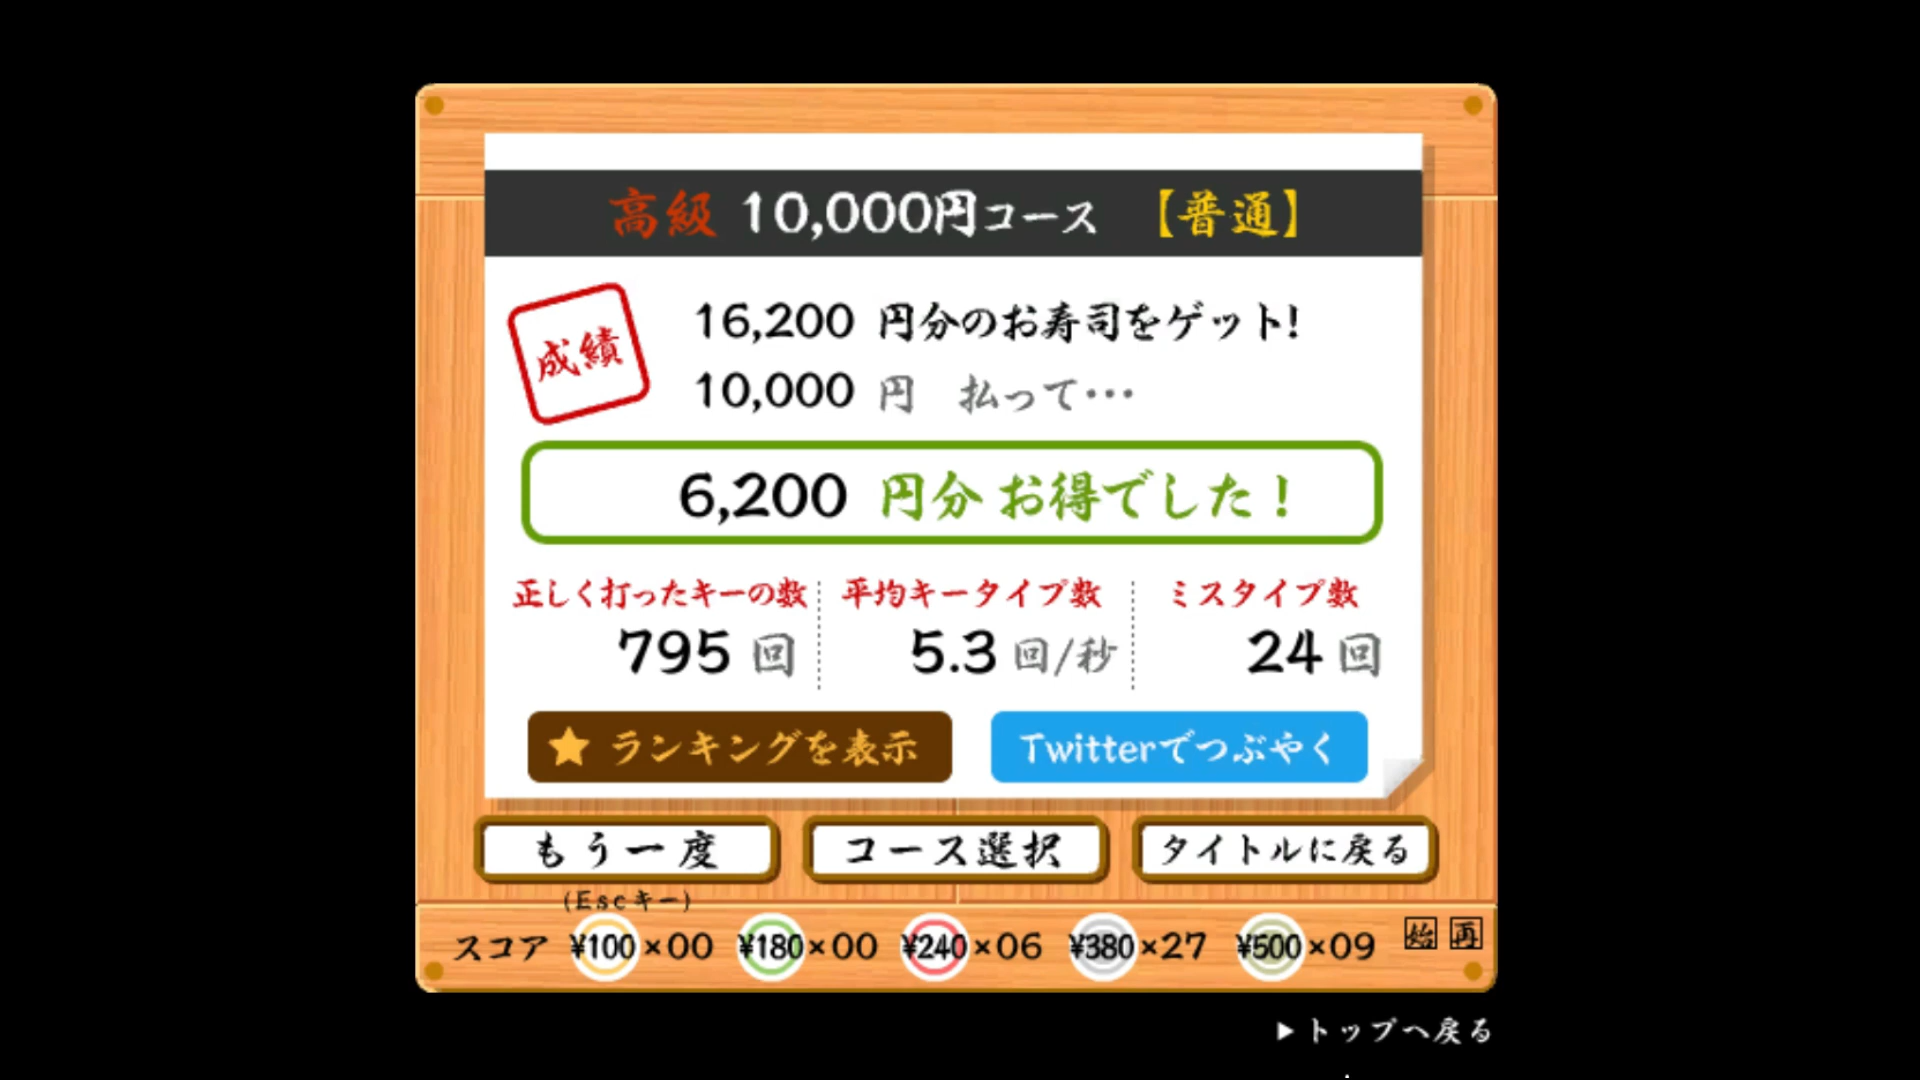 高級 10,000円コース 【普通】
成績
16,200 円分のお寿司をゲット!
10,000 円 払って…
6,200 円分 お得でした!
正しく打ったキーの数 平均キータイプ数 ミスタイプ数
795 回 5.3 回/秒 24 回
★ ランキングを表示 Twitterでつぶやく
もう一度 コース選択 タイトルに戻る
(Escキー)
スコア ¥100×00 ¥180×00 ¥240×06 ¥380×27 ¥500×09 始 再
▶トップへ戻る